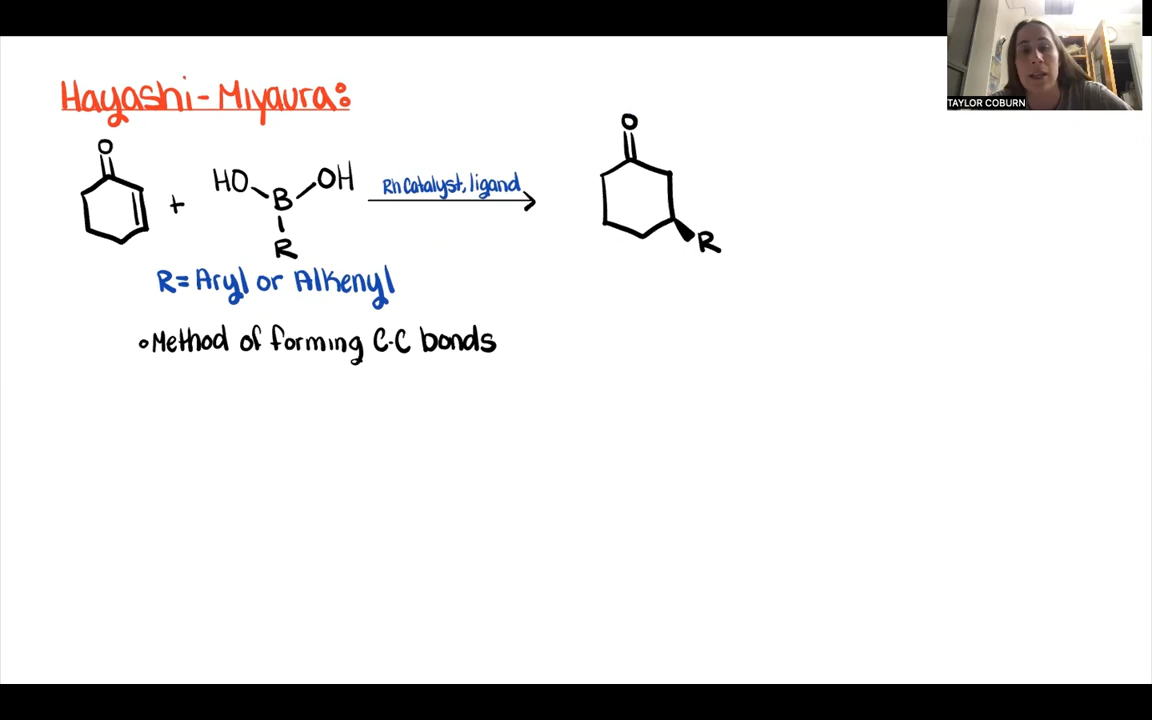 Hayashi-Miyaura:
O
+
HO
OH
B
R
Rh Catalyst, ligand
O
R
R= Aryl or Alkenyl
•Method of forming C-C bonds
TAYLOR COBURN